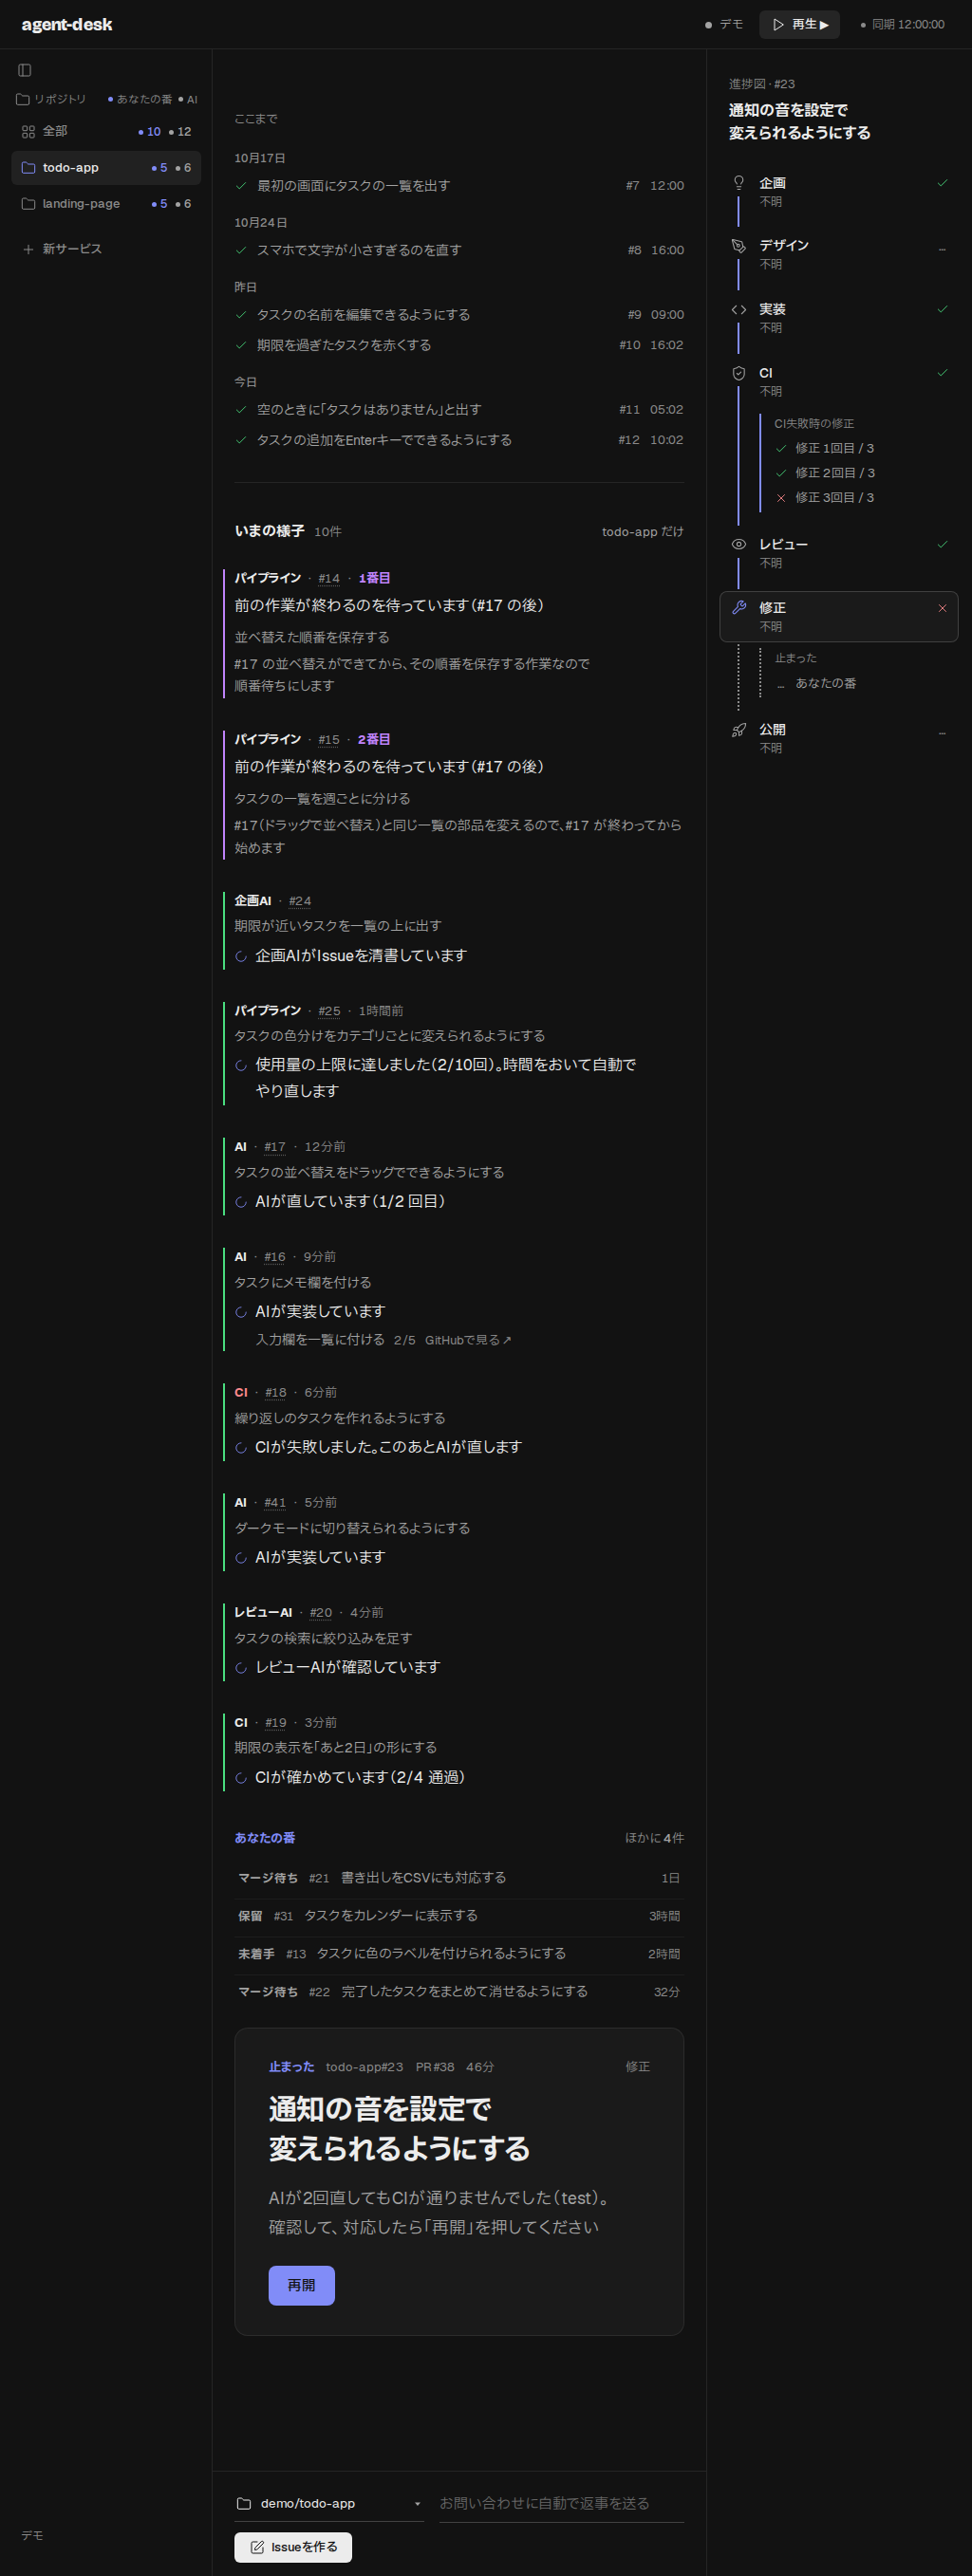 agent-desk
デモ
再生 ▶
同期 12:00:00
リポジトリ
あなたの番
AI
全部
10
12
todo-app
5
6
landing-page
5
6
新サービス
デモ
ここまで
10月17日
最初の画面にタスクの一覧を出す #7 12:00
10月24日
スマホで文字が小さすぎるのを直す #8 16:00
昨日
タスクの名前を編集できるようにする #9 09:00
期限を過ぎたタスクを赤くする #10 16:02
今日
空のときに「タスクはありません」と出す #11 05:02
タスクの追加をEnterキーでできるようにする #12 10:02
いまの様子 10件 todo-app だけ
パイプライン · #14 · 1番目
前の作業が終わるのを待っています(#17 の後)
並べ替えた順番を保存する
#17 の並べ替えができてから、その順番を保存する作業なので
順番待ちにします
パイプライン · #15 · 2番目
前の作業が終わるのを待っています(#17 の後)
タスクの一覧を週ごとに分ける
#17(ドラッグで並べ替え)と同じ一覧の部品を変えるので、#17 が終わってから
始めます
企画AI · #24
期限が近いタスクを一覧の上に出す
企画AIがIssueを清書しています
パイプライン · #25 · 1時間前
タスクの色分けをカテゴリごとに変えられるようにする
使用量の上限に達しました(2/10回)。時間をおいて自動で
やり直します
AI · #17 · 12分前
タスクの並べ替えをドラッグでできるようにする
AIが直しています(1/2 回目)
AI · #16 · 9分前
タスクにメモ欄を付ける
AIが実装しています
入力欄を一覧に付ける 2/5 GitHubで見る↗
CI · #18 · 6分前
繰り返しのタスクを作れるようにする
CIが失敗しました。このあとAIが直します
AI · #41 · 5分前
ダークモードに切り替えられるようにする
AIが実装しています
レビューAI · #20 · 4分前
タスクの検索に絞り込みを足す
レビューAIが確認しています
CI · #19 · 3分前
期限の表示を「あと2日」の形にする
CIが確かめています(2/4 通過)
あなたの番 ほかに4件
マージ待ち #21 書き出しをCSVにも対応する 1日
保留 #31 タスクをカレンダーに表示する 3時間
未着手 #13 タスクに色のラベルを付けられるようにする 2時間
マージ待ち #22 完了したタスクをまとめて消せるようにする 32分
止まった todo-app#23 PR#38 46分 修正
通知の音を設定で
変えられるようにする
AIが2回直してもCIが通りませんでした(test)。
確認して、対応したら「再開」を押してください
再開
demo/todo-app
お問い合わせに自動で返事を送る
Issueを作る
進捗図 · #23
通知の音を設定で
変えられるようにする
企画
不明
デザイン …
不明
実装
不明
CI
不明
CI失敗時の修正
修正 1回目 / 3
修正 2回目 / 3
修正 3回目 / 3
レビュー
不明
修正
不明
止まった
… あなたの番
公開 …
不明